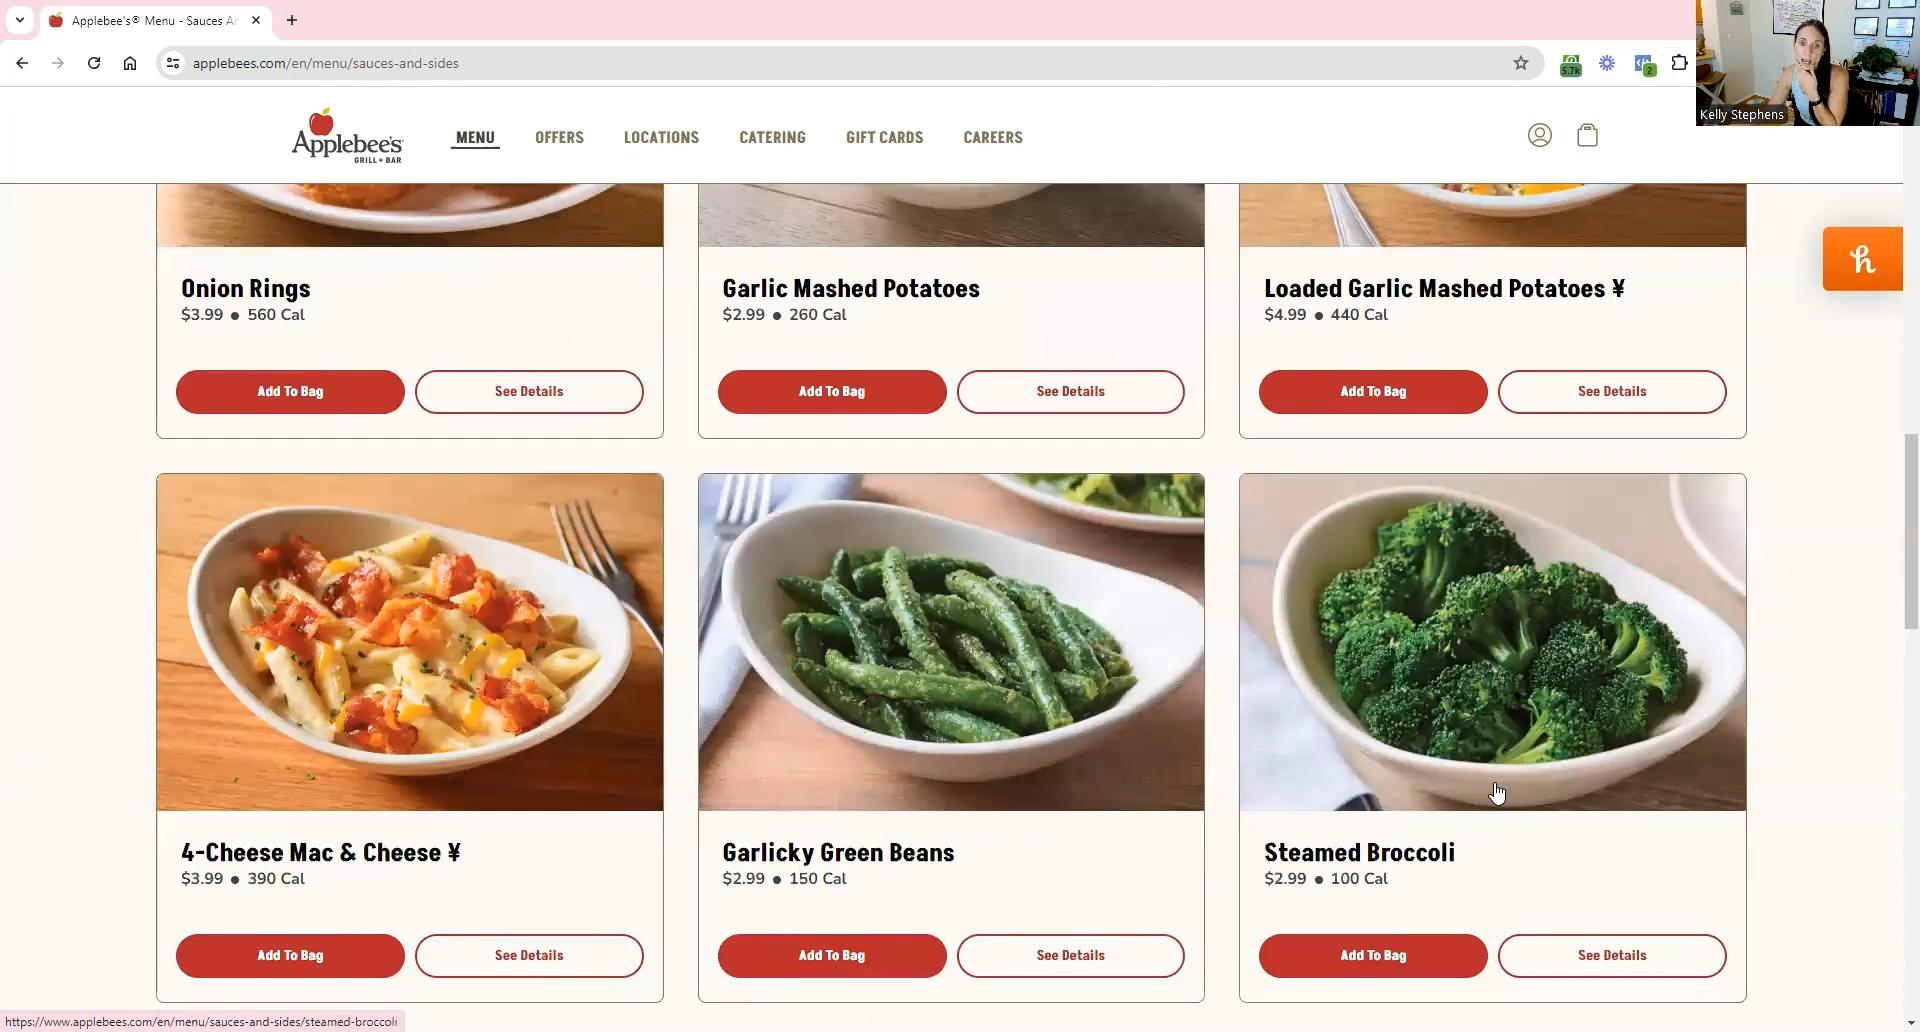 Applebee's® Menu - Sauces Ar
applebees.com/en/menu/sauces-and-sides
5.7k
2
Kelly Stephens
Applebee's
GRILL + BAR
MENU
OFFERS
LOCATIONS
CATERING
GIFT CARDS
CAREERS
h
Onion Rings
$3.99 ● 560 Cal
Add To Bag
See Details
Garlic Mashed Potatoes
$2.99 ● 260 Cal
Add To Bag
See Details
Loaded Garlic Mashed Potatoes ¥
$4.99 ● 440 Cal
Add To Bag
See Details
4-Cheese Mac & Cheese ¥
$3.99 ● 390 Cal
Add To Bag
See Details
Garlicky Green Beans
$2.99 ● 150 Cal
Add To Bag
See Details
Steamed Broccoli
$2.99 ● 100 Cal
Add To Bag
See Details
https://www.applebees.com/en/menu/sauces-and-sides/steamed-broccoli